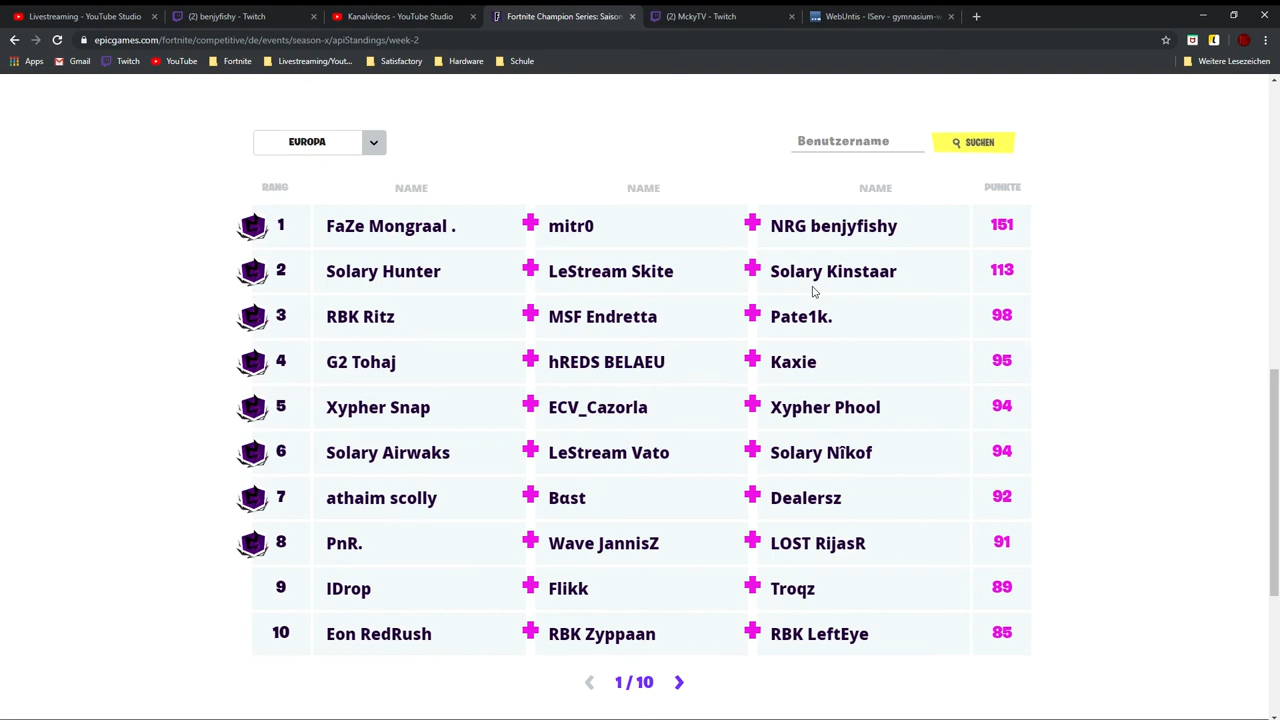 Livestreaming - YouTube Studio
(2) benjyfishy - Twitch
Kanalvideos - YouTube Studio
Fortnite Champion Series: Saison
(2) MckyTV - Twitch
WebUntis - IServ - gymnasium-w
epicgames.com/fortnite/competitive/de/events/season-x/apiStandings/week-2
Apps Gmail Twitch YouTube Fortnite Livestreaming/Yout... Satisfactory Hardware Schule Weitere Lesezeichen
EUROPA Benutzername SUCHEN
RANG NAME NAME NAME PUNKTE
1 FaZe Mongraal . mitr0 NRG benjyfishy 151
2 Solary Hunter LeStream Skite Solary Kinstaar 113
3 RBK Ritz MSF Endretta Pate1k. 98
4 G2 Tohaj hREDS BELAEU Kaxie 95
5 Xypher Snap ECV_Cazorla Xypher Phool 94
6 Solary Airwaks LeStream Vato Solary Nîkof 94
7 athaim scolly Bαst Dealersz 92
8 PnR. Wave JannisZ LOST RijasR 91
9 IDrop Flikk Troqz 89
10 Eon RedRush RBK Zyppaan RBK LeftEye 85
1 / 10